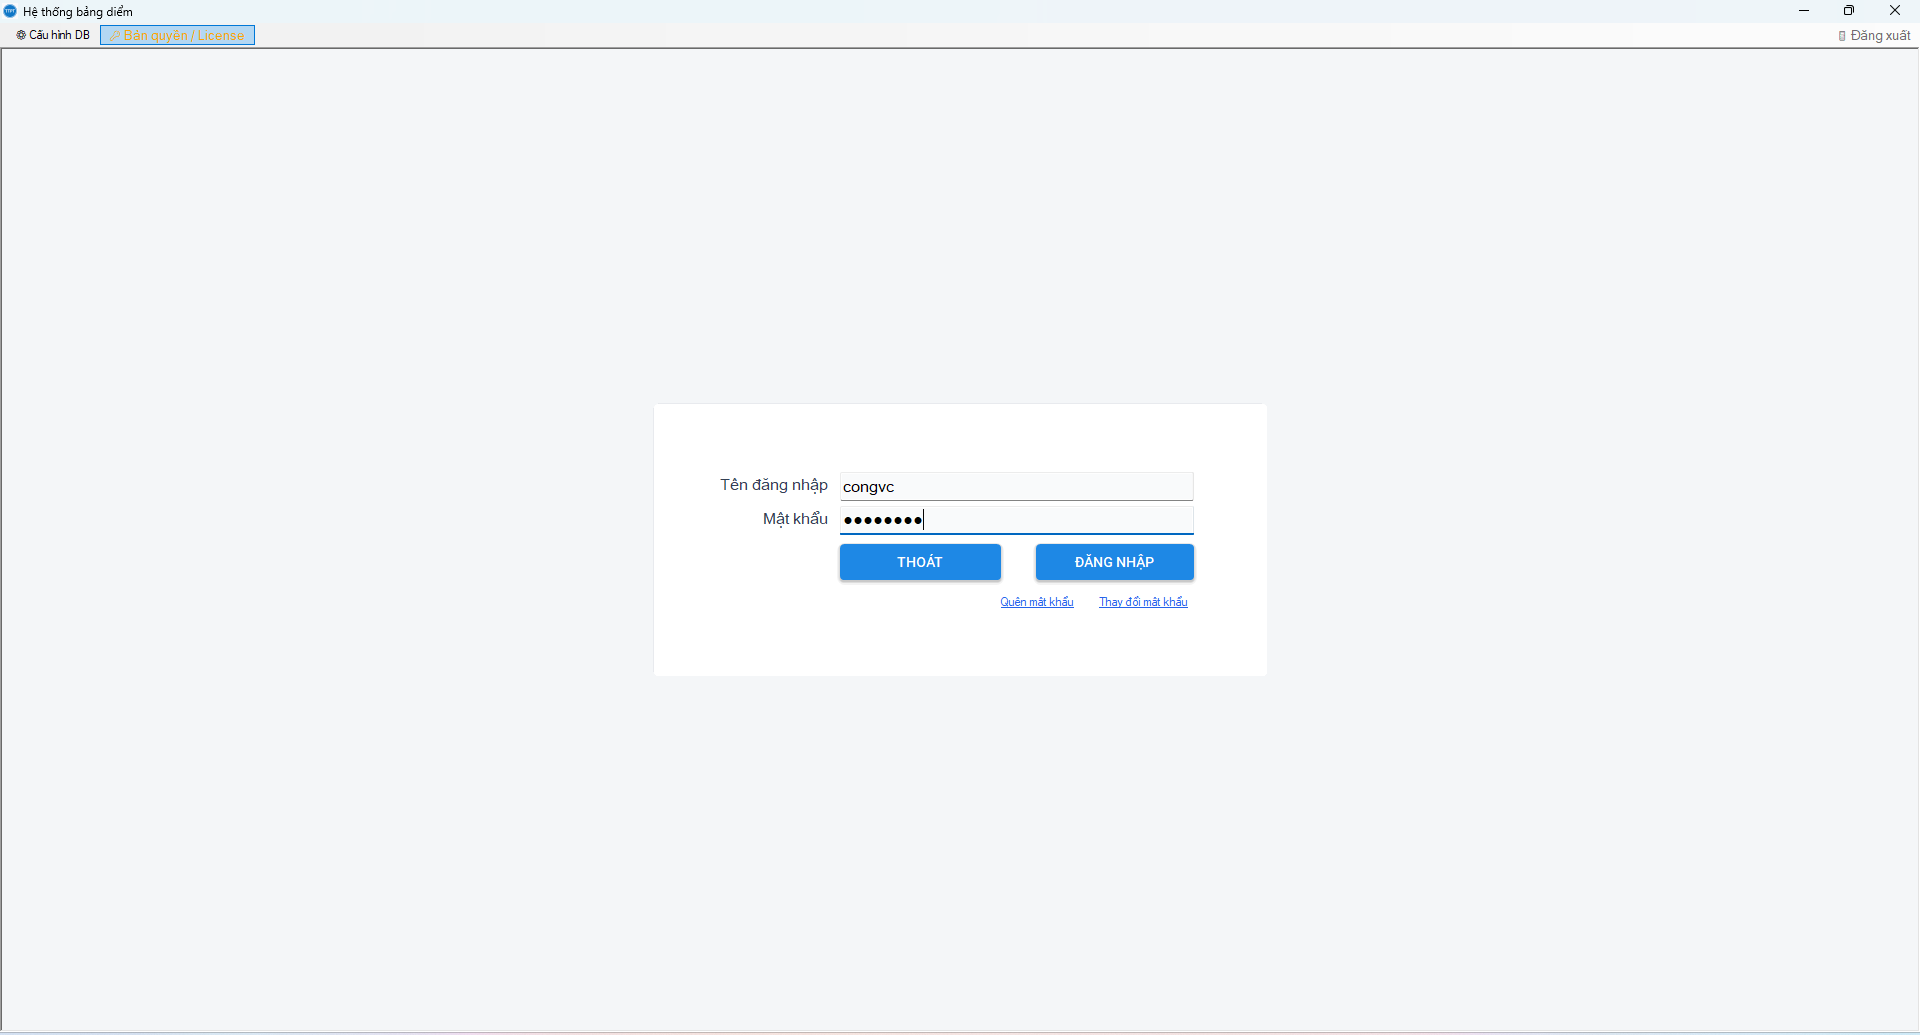 Hệ thống bảng điểm
Cấu hình DB
Bản quyền / License
Đăng xuất
Tên đăng nhập congvc
Mật khẩu ●●●●●●●●
THOÁT ĐĂNG NHẬP
Quên mật khẩu Thay đổi mật khẩu